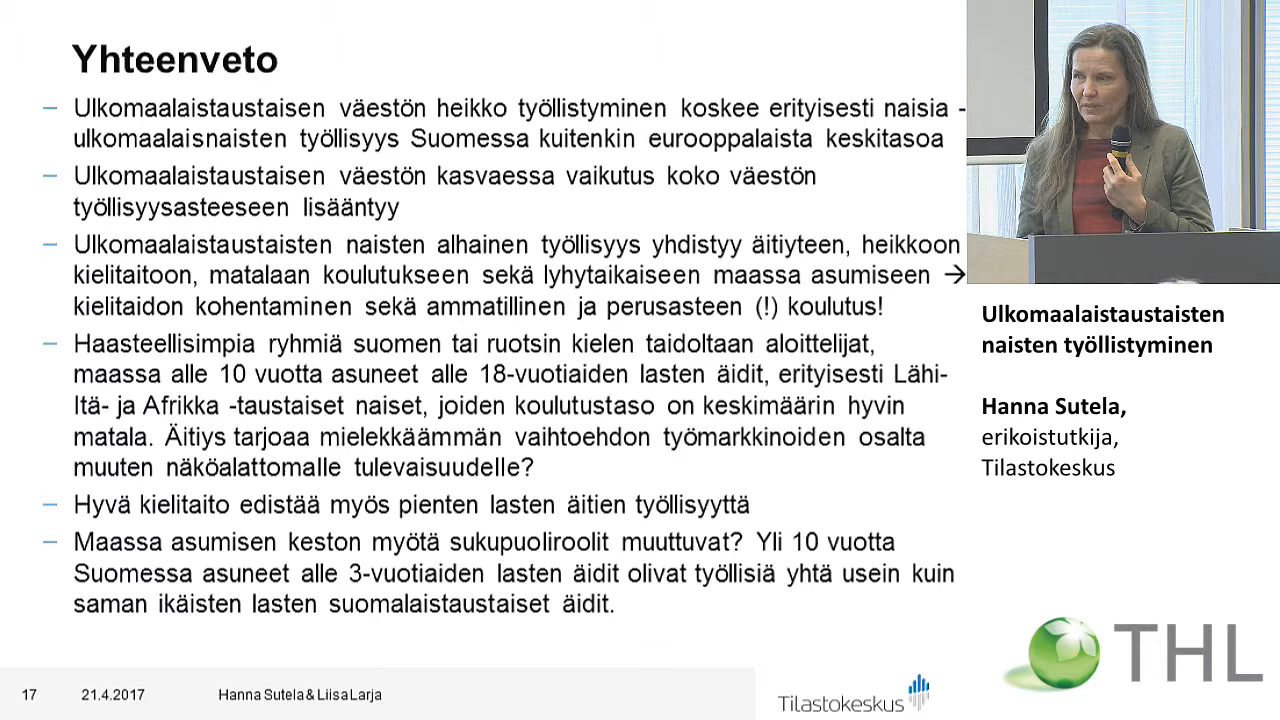 Yhteenveto
– Ulkomaalaistaustaisen väestön heikko työllistyminen koskee erityisesti naisia -
ulkomaalaisnaisten työllisyys Suomessa kuitenkin eurooppalaista keskitasoa
– Ulkomaalaistaustaisen väestön kasvaessa vaikutus koko väestön
työllisyysasteeseen lisääntyy
– Ulkomaalaistaustaisten naisten alhainen työllisyys yhdistyy äitiyteen, heikkoon
kielitaitoon, matalaan koulutukseen sekä lyhytaikaiseen maassa asumiseen →
kielitaidon kohentaminen sekä ammatillinen ja perusasteen (!) koulutus!
– Haasteellisimpia ryhmiä suomen tai ruotsin kielen taidoltaan aloittelijat,
maassa alle 10 vuotta asuneet alle 18-vuotiaiden lasten äidit, erityisesti Lähi-
Itä- ja Afrikka -taustaiset naiset, joiden koulutustaso on keskimäärin hyvin
matala. Äitiys tarjoaa mielekkäämmän vaihtoehdon työmarkkinoiden osalta
muuten näköalattomalle tulevaisuudelle?
– Hyvä kielitaito edistää myös pienten lasten äitien työllisyyttä
– Maassa asumisen keston myötä sukupuoliroolit muuttuvat? Yli 10 vuotta
Suomessa asuneet alle 3-vuotiaiden lasten äidit olivat työllisiä yhtä usein kuin
saman ikäisten lasten suomalaistaustaiset äidit.
17 21.4.2017 Hanna Sutela & Liisa Larja
Tilastokeskus
Ulkomaalaistaustaisten
naisten työllistyminen
Hanna Sutela,
erikoistutkija,
Tilastokeskus
THL